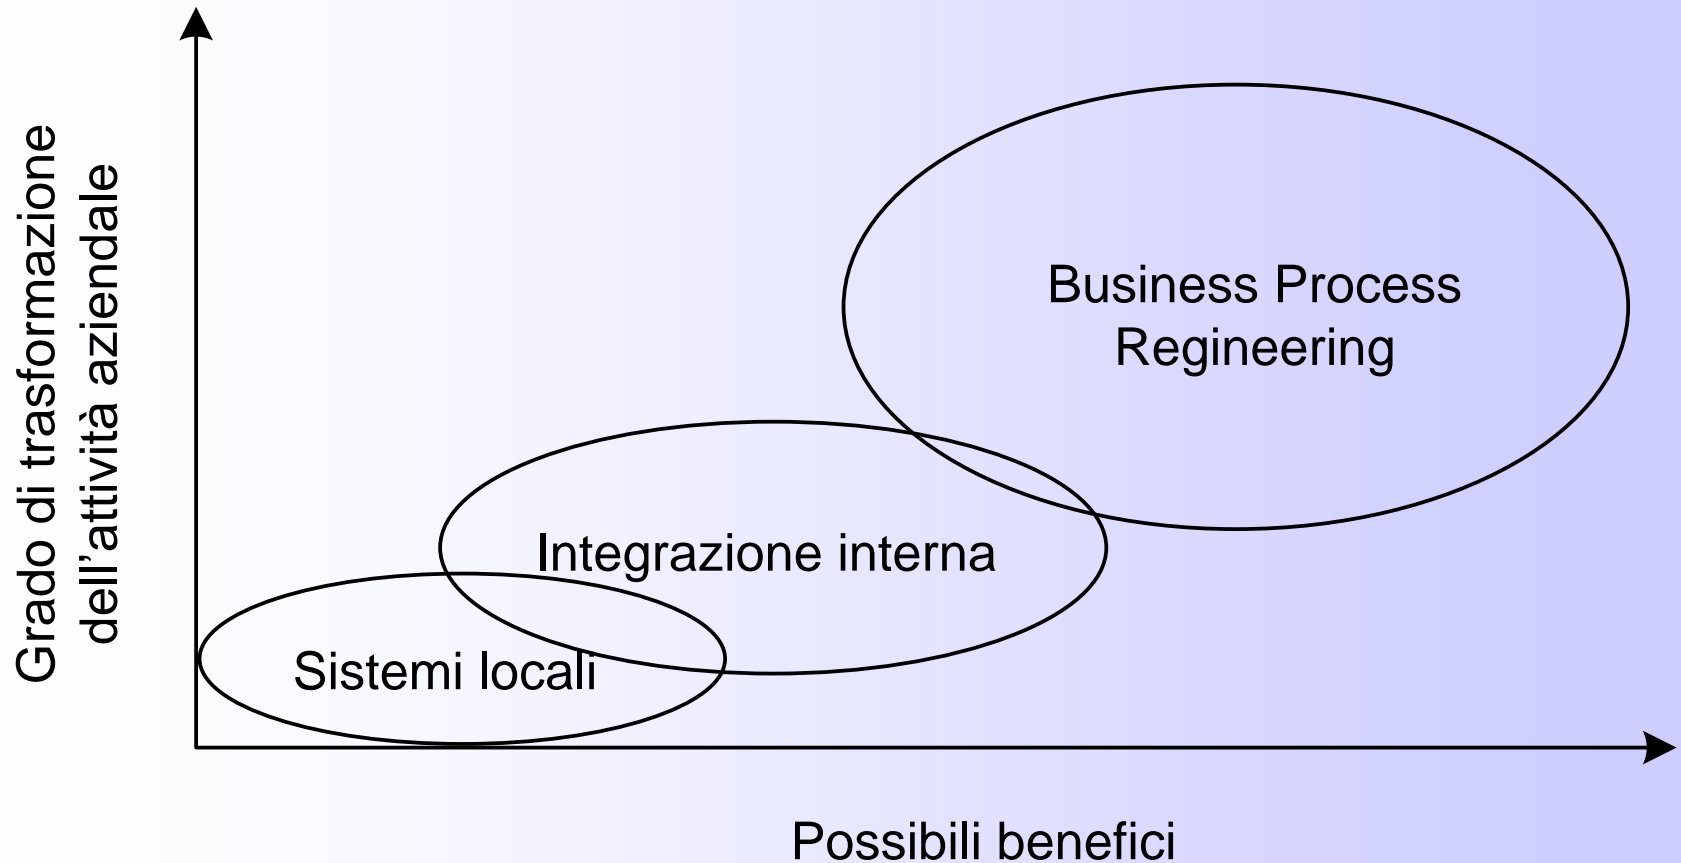 Grado di trasformazione
dell'attività aziendale
Business Process
Regineering
Integrazione interna
Sistemi locali
Possibili benefici